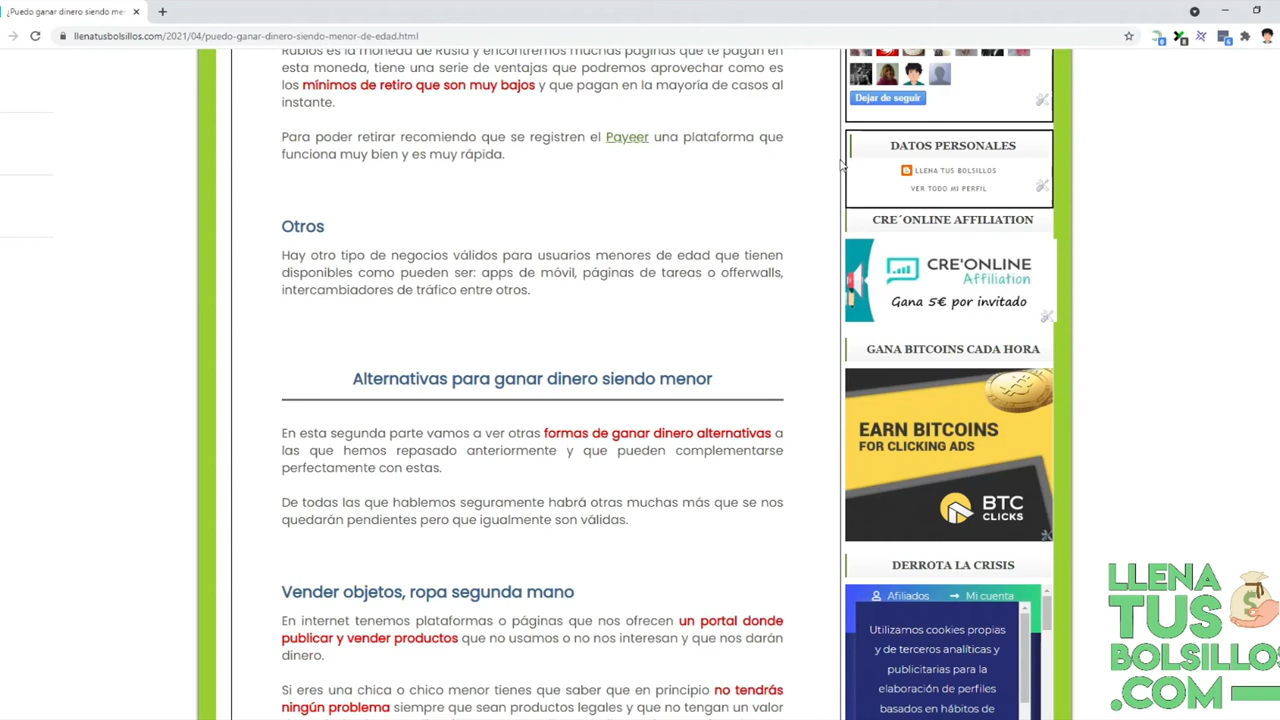 ¿Puedo ganar dinero siendo me
llenatusbolsillos.com/2021/04/puedo-ganar-dinero-siendo-menor-de-edad.html
Rublos es la moneda de Rusia y encontremos muchas páginas que te pagan en
esta moneda, tiene una serie de ventajas que podremos aprovechar como es
los mínimos de retiro que son muy bajos y que pagan en la mayoría de casos al
instante.
Para poder retirar recomiendo que se registren el Payeer una plataforma que
funciona muy bien y es muy rápida.
Otros
Hay otro tipo de negocios válidos para usuarios menores de edad que tienen
disponibles como pueden ser: apps de móvil, páginas de tareas o offerwalls,
intercambiadores de tráfico entre otros.
Alternativas para ganar dinero siendo menor
En esta segunda parte vamos a ver otras formas de ganar dinero alternativas a
las que hemos repasado anteriormente y que pueden complementarse
perfectamente con estas.
De todas las que hablemos seguramente habrá otras muchas más que se nos
quedarán pendientes pero que igualmente son válidas.
Vender objetos, ropa segunda mano
En internet tenemos plataformas o páginas que nos ofrecen un portal donde
publicar y vender productos que no usamos o no nos interesan y que nos darán
dinero.
Si eres una chica o chico menor tienes que saber que en principio no tendrás
ningún problema siempre que sean productos legales y que no tengan un valor
Dejar de seguir
DATOS PERSONALES
LLENA TUS BOLSILLOS
VER TODO MI PERFIL
CRE´ONLINE AFFILIATION
CRE'ONLINE
Affiliation
Gana 5€ por invitado
GANA BITCOINS CADA HORA
EARN BITCOINS
FOR CLICKING ADS
BTC
CLICKS
DERROTA LA CRISIS
Afiliados
Mi cuenta
Utilizamos cookies propias
y de terceros analíticas y
publicitarias para la
elaboración de perfiles
basados en hábitos de
LLENA
TUS
BOLSILLOS
.COM